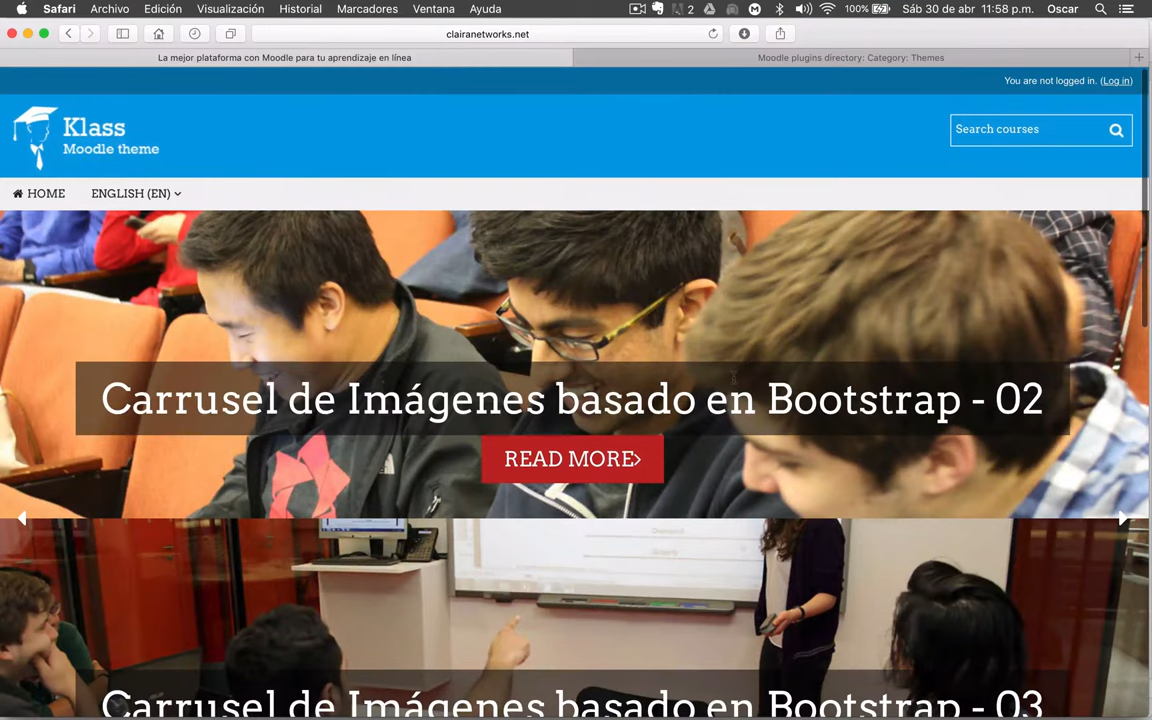 Safari Archivo Edición Visualización Historial Marcadores Ventana Ayuda 2 100% Sáb 30 de abr 11:58 p.m. Oscar
clairanetworks.net
La mejor plataforma con Moodle para tu aprendizaje en línea Moodle plugins directory: Category: Themes
You are not logged in. (Log in)
Klass
Moodle theme
Search courses
HOME ENGLISH (EN)
Carrusel de Imágenes basado en Bootstrap - 02
READ MORE
Carrusel de Imágenes basado en Bootstrap - 03